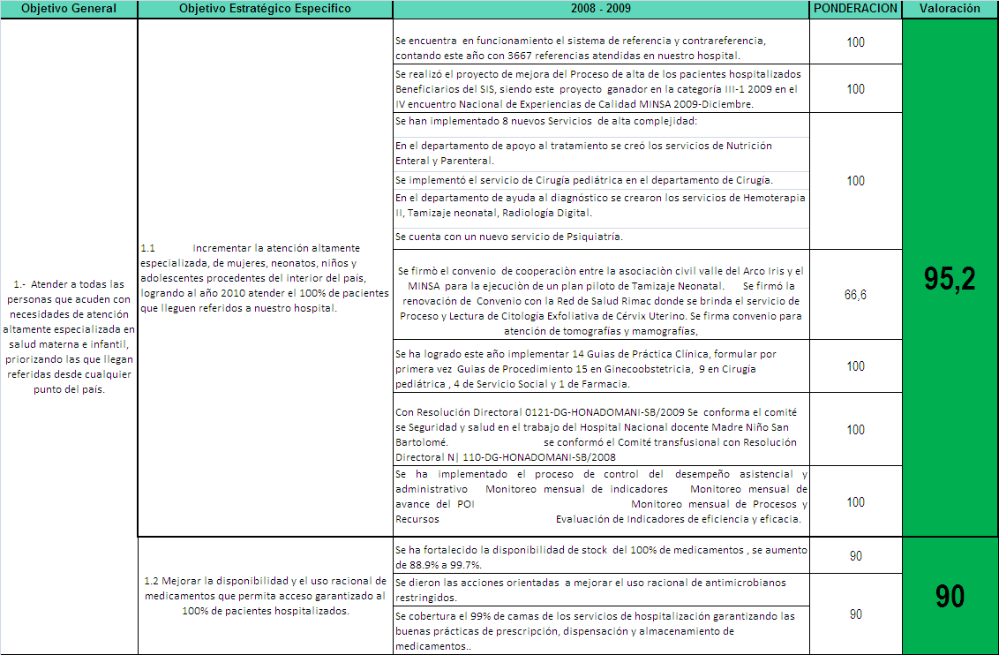 Objetivo General
Objetivo Estratégico Especifico
2008 - 2009
PONDERACION
Valoración
1.- Atender a todas las
personas que acuden con
necesidades de atención
altamente especializada en
salud materna e infantil,
priorizando las que llegan
referidas desde cualquier
punto del país.
1.1 Incrementar la atención altamente
especializada, de mujeres, neonatos, niños y
adolescentes procedentes del interior del país,
logrando al año 2010 atender el 100% de pacientes
que lleguen referidos a nuestro hospital.
Se encuentra en funcionamiento el sistema de referencia y contrareferencia,
contando este año con 3667 referencias atendidas en nuestro hospital.
100
Se realizó el proyecto de mejora del Proceso de alta de los pacientes hospitalizados
Beneficiarios del SIS, siendo este proyecto ganador en la categoría III-1 2009 en el
IV encuentro Nacional de Experiencias de Calidad MINSA 2009-Diciembre.
100
Se han implementado 8 nuevos Servicios de alta complejidad:
En el departamento de apoyo al tratamiento se creó los servicios de Nutrición
Enteral y Parenteral.
Se implementó el servicio de Cirugía pediátrica en el departamento de Cirugía.
En el departamento de ayuda al diagnóstico se crearon los servicios de Hemoterapia
II, Tamizaje neonatal, Radiología Digital.
Se cuenta con un nuevo servicio de Psiquiatría.
100
Se firmò el convenio de cooperaciòn entre la asociaciòn civil valle del Arco Iris y el
MINSA para la ejecuciòn de un plan piloto de Tamizaje Neonatal. Se firmó la
renovación de Convenio con la Red de Salud Rimac donde se brinda el servicio de
Proceso y Lectura de Citología Exfoliativa de Cérvix Uterino. Se firma convenio para
atención de tomografías y mamografías,
66,6
Se ha logrado este año implementar 14 Guias de Práctica Clínica, formular por
primera vez Guias de Procedimiento 15 en Ginecoobstetricia, 9 en Cirugía
pediátrica , 4 de Servicio Social y 1 de Farmacia.
100
Con Resolución Directoral 0121-DG-HONADOMANI-SB/2009 Se conforma el comité
se Seguridad y salud en el trabajo del Hospital Nacional docente Madre Niño San
Bartolomé. se conformó el Comité transfusional con Resolución
Directoral N| 110-DG-HONADOMANI-SB/2008
100
Se ha implementado el proceso de control del desempeño asistencial y
administrativo Monitoreo mensual de indicadores Monitoreo mensual de
avance del POI Monitoreo mensual de Procesos y
Recursos Evaluación de Indicadores de eficiencia y eficacia.
100
95,2
1.2 Mejorar la disponibilidad y el uso racional de
medicamentos que permita acceso garantizado al
100% de pacientes hospitalizados.
Se ha fortalecido la disponibilidad de stock del 100% de medicamentos , se aumento
de 88.9% a 99.7%.
90
Se dieron las acciones orientadas a mejorar el uso racional de antimicrobianos
restringidos.
Se cobertura el 99% de camas de los servicios de hospitalización garantizando las
buenas prácticas de prescripción, dispensación y almacenamiento de
medicamentos..
90
90